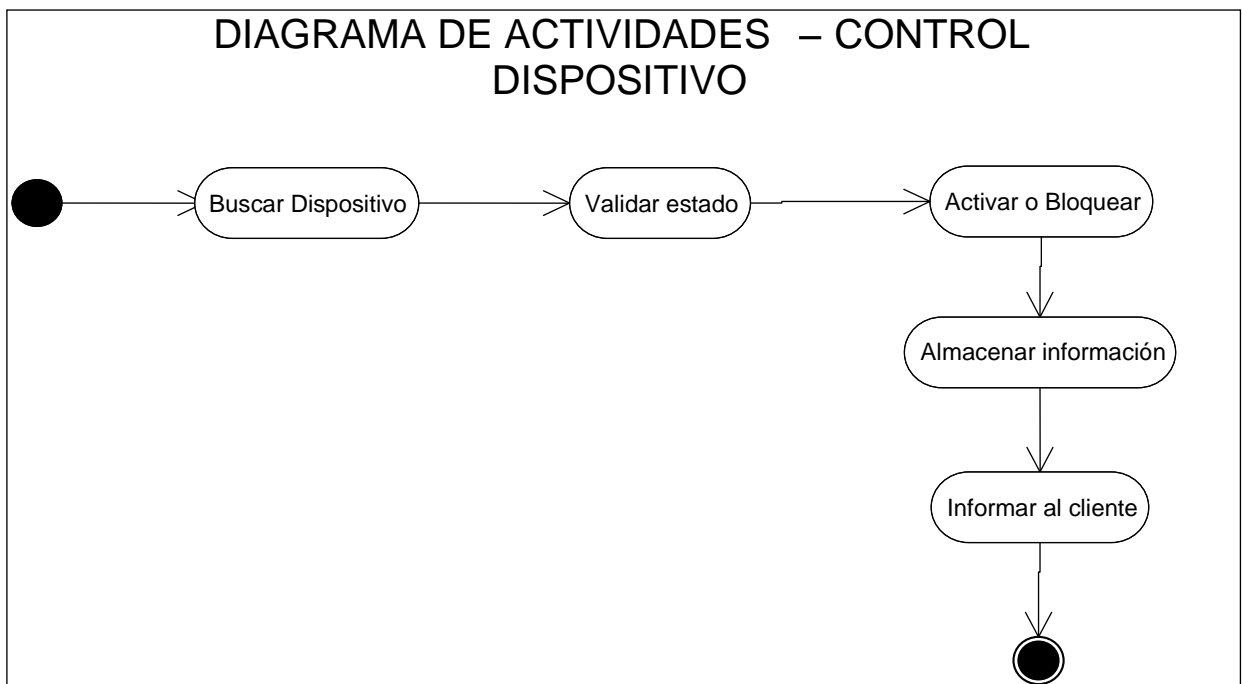 DIAGRAMA DE ACTIVIDADES – CONTROL
DISPOSITIVO
Buscar Dispositivo
Validar estado
Activar o Bloquear
Almacenar información
Informar al cliente